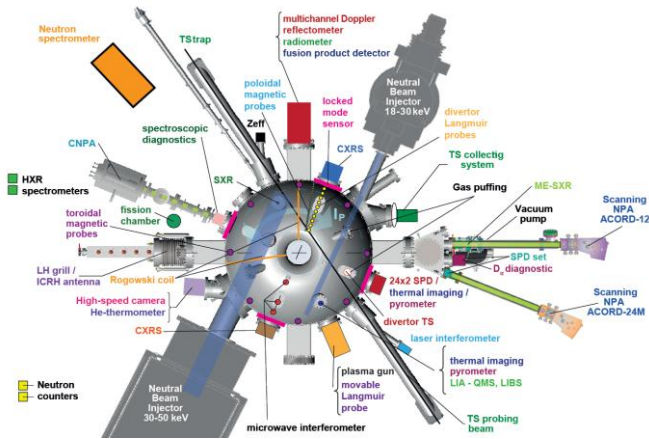 Neutron
spectrometer
TS trap
multichannel Doppler
reflectometer
radiometer
fusion product detector
poloidal
magnetic
probes
Zeff
locked
mode
sensor
Neutral
Beam
Injector
18-30 keV
divertor
Langmuir
probes
CNPA
spectroscopic
diagnostics
CXRS
TS collectig
system
HXR
spectrometers
SXR
Ip
Gas puffing
ME-SXR
Scanning
NPA
ACORD-12
fission
chamber
Vacuum
pump
toroidal
magnetic
probes
LH grill /
ICRH antenna
Rogowski coil
SPD set
Dα diagnostic
24x2 SPD /
thermal imaging /
pyrometer
Scanning
NPA
ACORD-24M
High-speed camera
He-thermometer
divertor TS
CXRS
laser interferometer
Neutron
counters
Neutral
Beam
Injector
30-50 keV
plasma gun
movable
Langmuir
probe
thermal imaging
pyrometer
LIA - QMS, LIBS
microwave interferometer
TS probing
beam